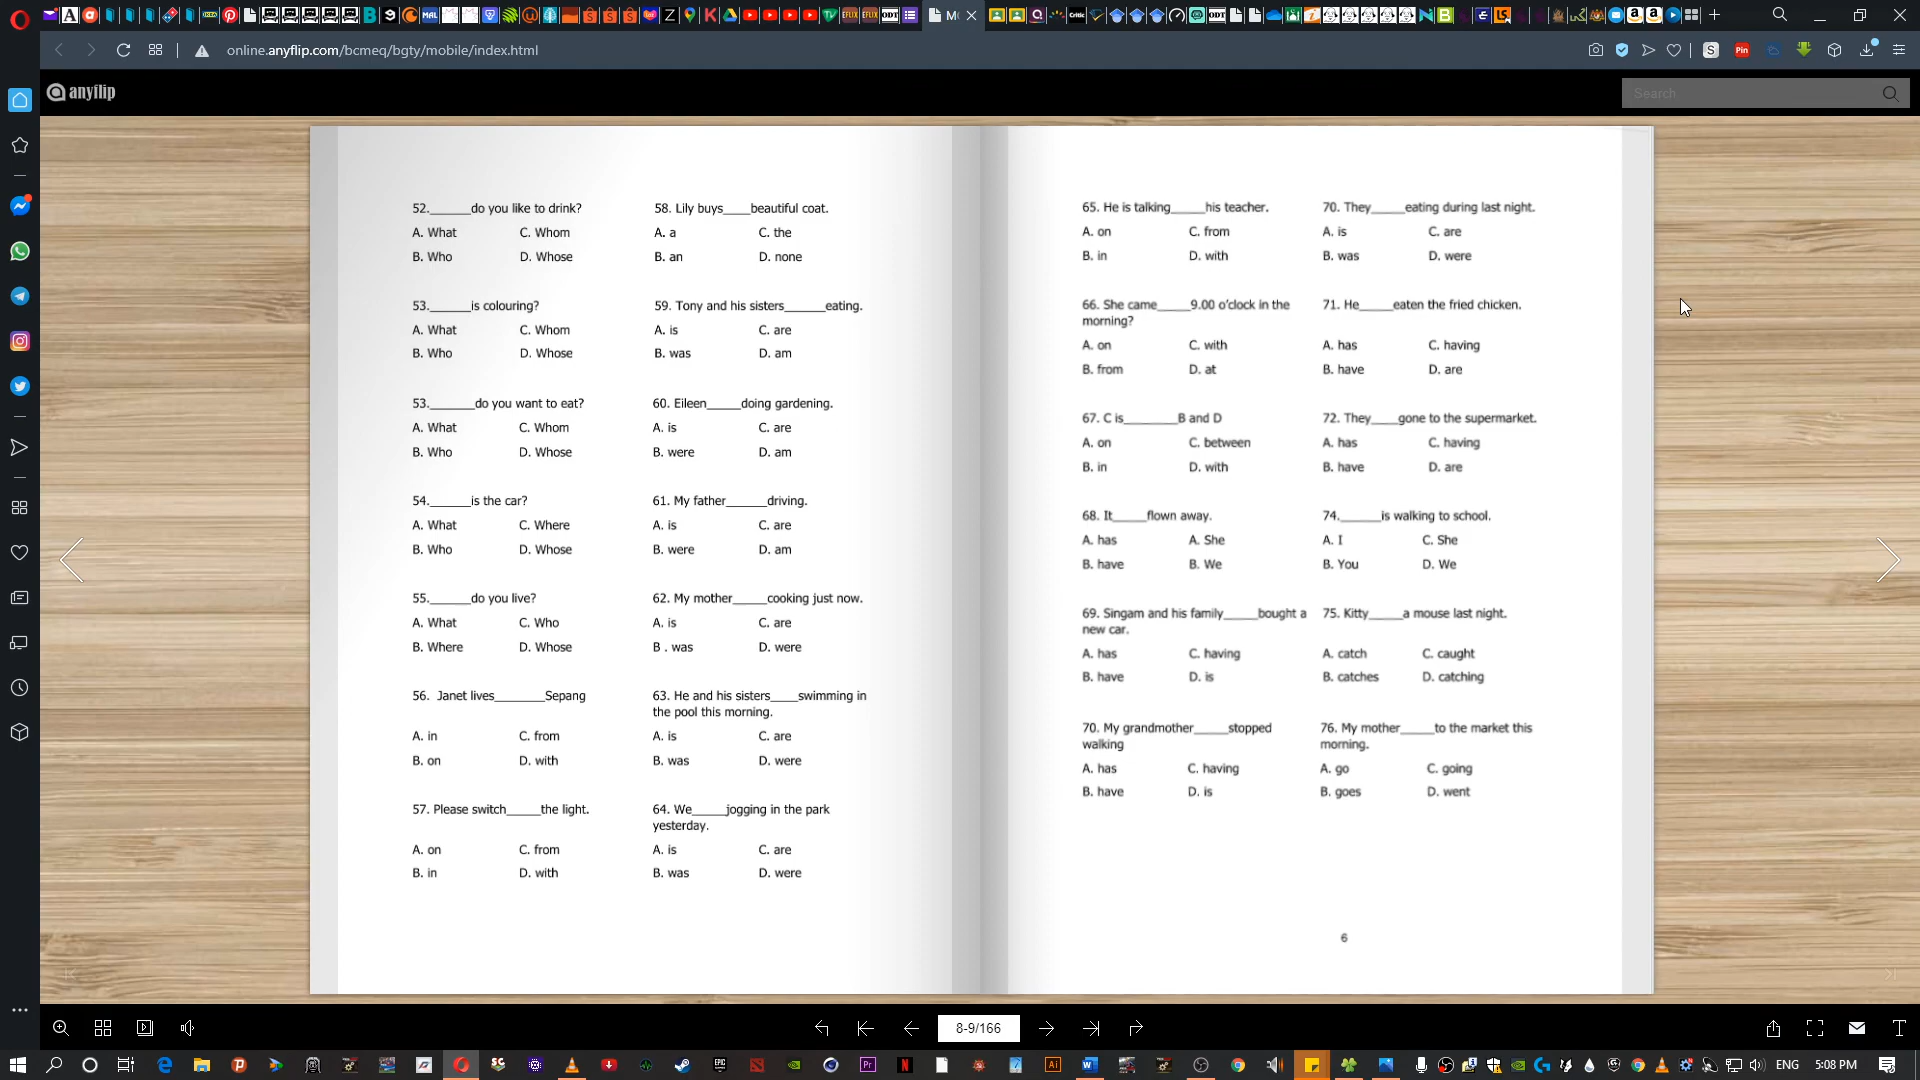 online.anyflip.com/bcmeq/bgty/mobile/index.html
anyflip
Search
52.______do you like to drink?
A. What C. Whom
B. Who D. Whose
53.______is colouring?
A. What C. Whom
B. Who D. Whose
53.______do you want to eat?
A. What C. Whom
B. Who D. Whose
54.______is the car?
A. What C. Where
B. Who D. Whose
55.______do you live?
A. What C. Who
B. Where D. Whose
56. Janet lives_______Sepang
A. in C. from
B. on D. with
57. Please switch_____the light.
A. on C. from
B. in D. with
58. Lily buys____beautiful coat.
A. a C. the
B. an D. none
59. Tony and his sisters______eating.
A. is C. are
B. was D. am
60. Eileen_____doing gardening.
A. is C. are
B. were D. am
61. My father______driving.
A. is C. are
B. were D. am
62. My mother_____cooking just now.
A. is C. are
B . was D. were
63. He and his sisters____swimming in
the pool this morning.
A. is C. are
B. was D. were
64. We_____jogging in the park
yesterday.
A. is C. are
B. was D. were
65. He is talking_____his teacher.
A. on C. from
B. in D. with
66. She came_____9.00 o'clock in the
morning?
A. on C. with
B. from D. at
67. C is________B and D
A. on C. between
B. in D. with
68. It_____flown away.
A. has A. She
B. have B. We
69. Singam and his family_____bought a
new car.
A. has C. having
B. have D. is
70. My grandmother_____stopped
walking
A. has C. having
B. have D. is
70. They_____eating during last night.
A. is C. are
B. was D. were
71. He_____eaten the fried chicken.
A. has C. having
B. have D. are
72. They____gone to the supermarket.
A. has C. having
B. have D. are
74.______is walking to school.
A. I C. She
B. You D. We
75. Kitty_____a mouse last night.
A. catch C. caught
B. catches D. catching
76. My mother_____to the market this
morning.
A. go C. going
B. goes D. went
6
8-9/166
ENG 5:08 PM